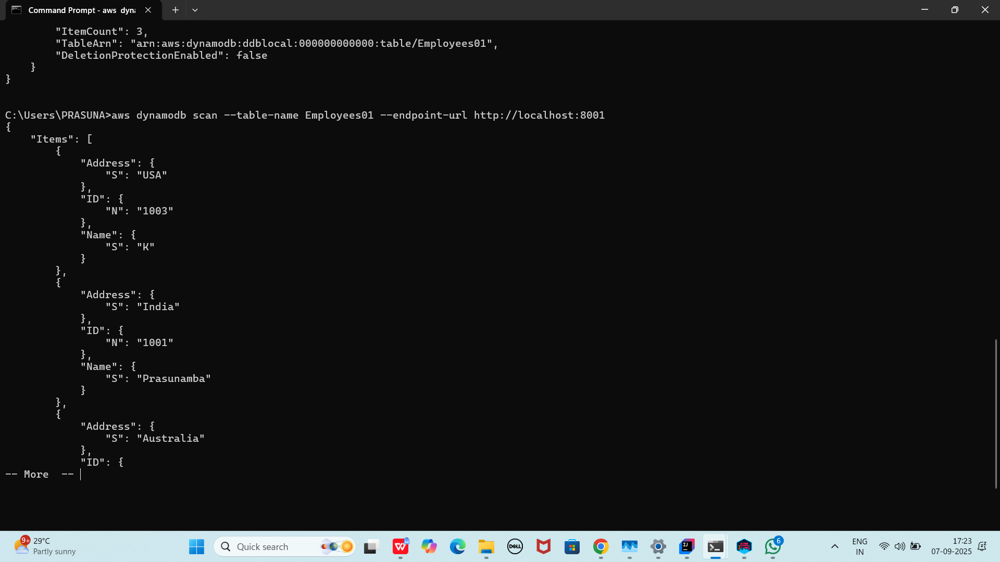 Command Prompt - aws dyna
"ItemCount": 3,
"TableArn": "arn:aws:dynamodb:ddblocal:000000000000:table/Employees01",
"DeletionProtectionEnabled": false
}
}
C:\Users\PRASUNA>aws dynamodb scan --table-name Employees01 --endpoint-url http://localhost:8001
{
"Items": [
{
"Address": {
"S": "USA"
},
"ID": {
"N": "1003"
},
"Name": {
"S": "K"
}
},
{
"Address": {
"S": "India"
},
"ID": {
"N": "1001"
},
"Name": {
"S": "Prasunamba"
}
},
{
"Address": {
"S": "Australia"
},
"ID": {
-- More --
9+
29°C
Partly sunny
Quick search
W
DELL
IJ
6
ENG
IN
17:23
07-09-2025